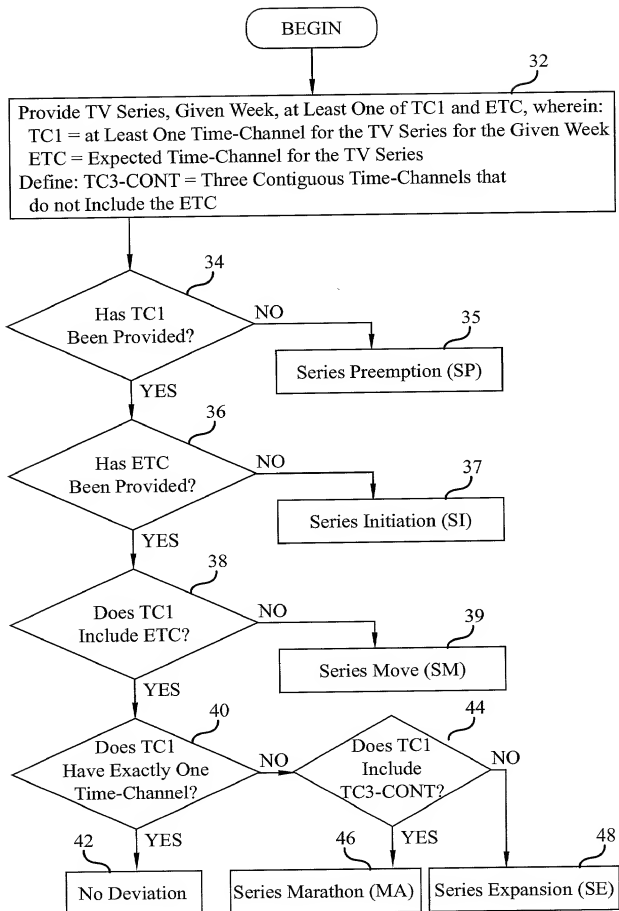 BEGIN
32
Provide TV Series, Given Week, at Least One of TC1 and ETC, wherein:
TC1 = at Least One Time-Channel for the TV Series for the Given Week
ETC = Expected Time-Channel for the TV Series
Define: TC3-CONT = Three Contiguous Time-Channels that
do not Include the ETC
34
Has TC1
Been Provided?
NO
35
Series Preemption (SP)
YES
36
Has ETC
Been Provided?
NO
37
Series Initiation (SI)
YES
38
Does TC1
Include ETC?
NO
39
Series Move (SM)
YES
40
Does TC1
Have Exactly One
Time-Channel?
NO
44
Does TC1
Include
TC3-CONT?
NO
YES
42
No Deviation
YES
46
Series Marathon (MA)
48
Series Expansion (SE)